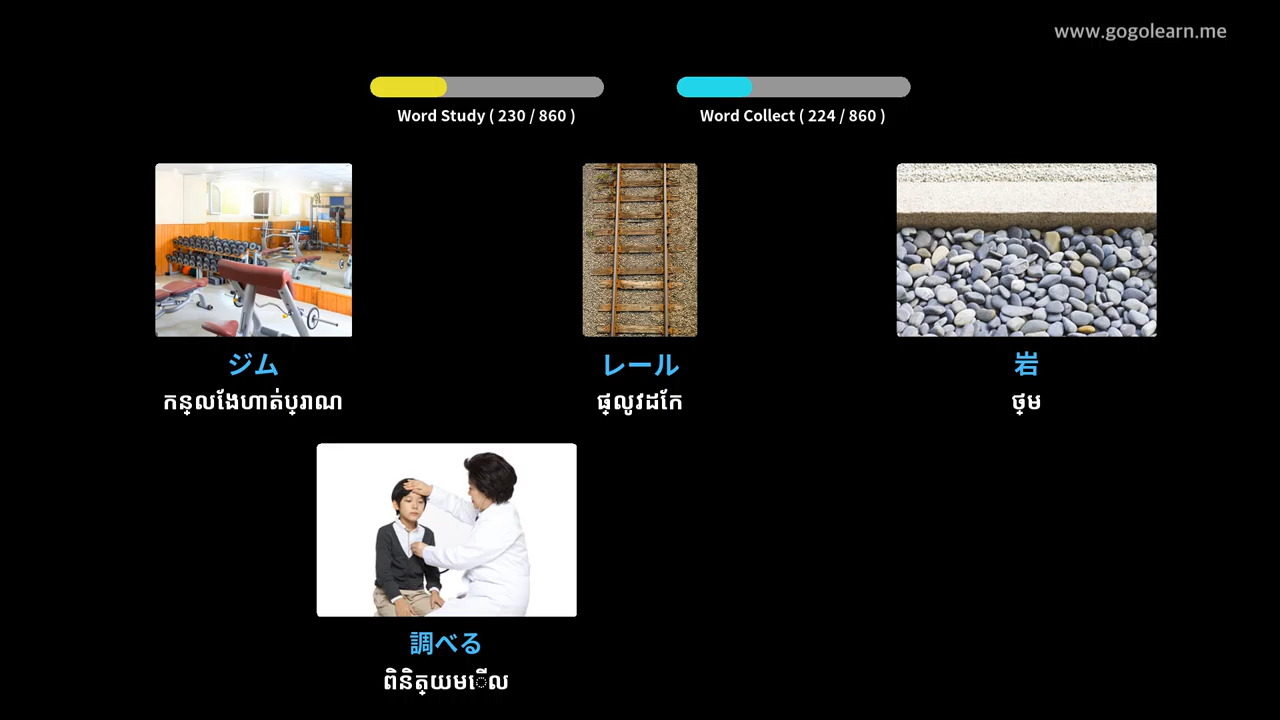 www.gogolearn.me
Word Study ( 230 / 860 )
Word Collect ( 224 / 860 )
ジム
レール
岩
កន្លែងហាត់ប្រាណ
ផ្លូវដែក
ថ្ម
調べる
ពិនិត្យមើល